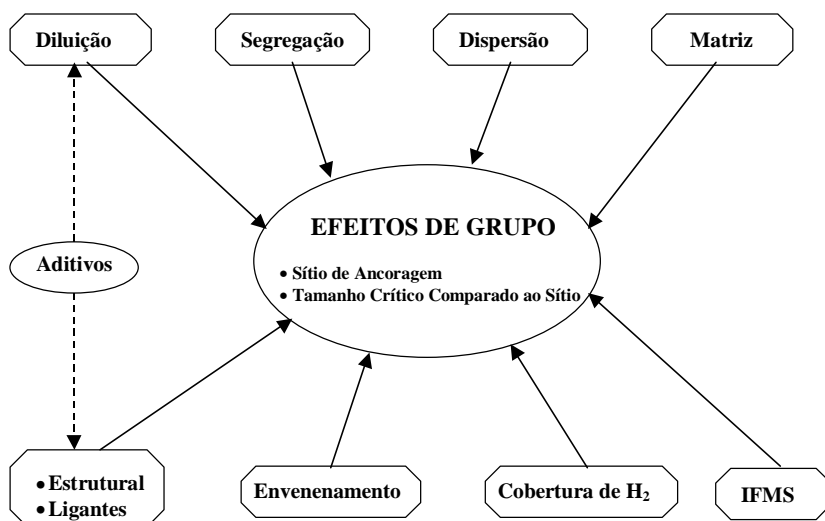 Diluição
Segregação
Dispersão
Matriz
EFEITOS DE GRUPO
• Sítio de Ancoragem
• Tamanho Crítico Comparado ao Sítio
Aditivos
• Estrutural
• Ligantes
Envenenamento
Cobertura de H₂
IFMS